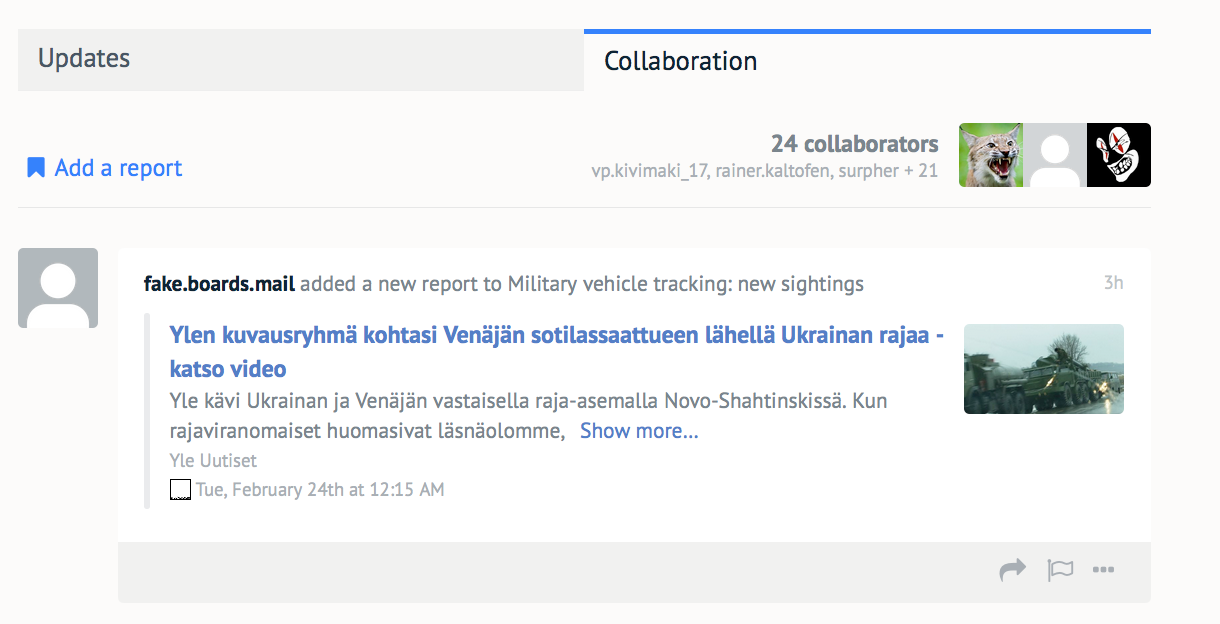 Updates
Collaboration
Add a report
24 collaborators
vp.kivimaki_17, rainer.kaltofen, surpher + 21
fake.boards.mail added a new report to Military vehicle tracking: new sightings
3h
Ylen kuvausryhmä kohtasi Venäjän sotilassaattueen lähellä Ukrainan rajaa -
katso video
Yle kävi Ukrainan ja Venäjän vastaisella raja-asemalla Novo-Shahtinskissä. Kun
rajaviranomaiset huomasivat läsnäolomme, Show more...
Yle Uutiset
Tue, February 24th at 12:15 AM